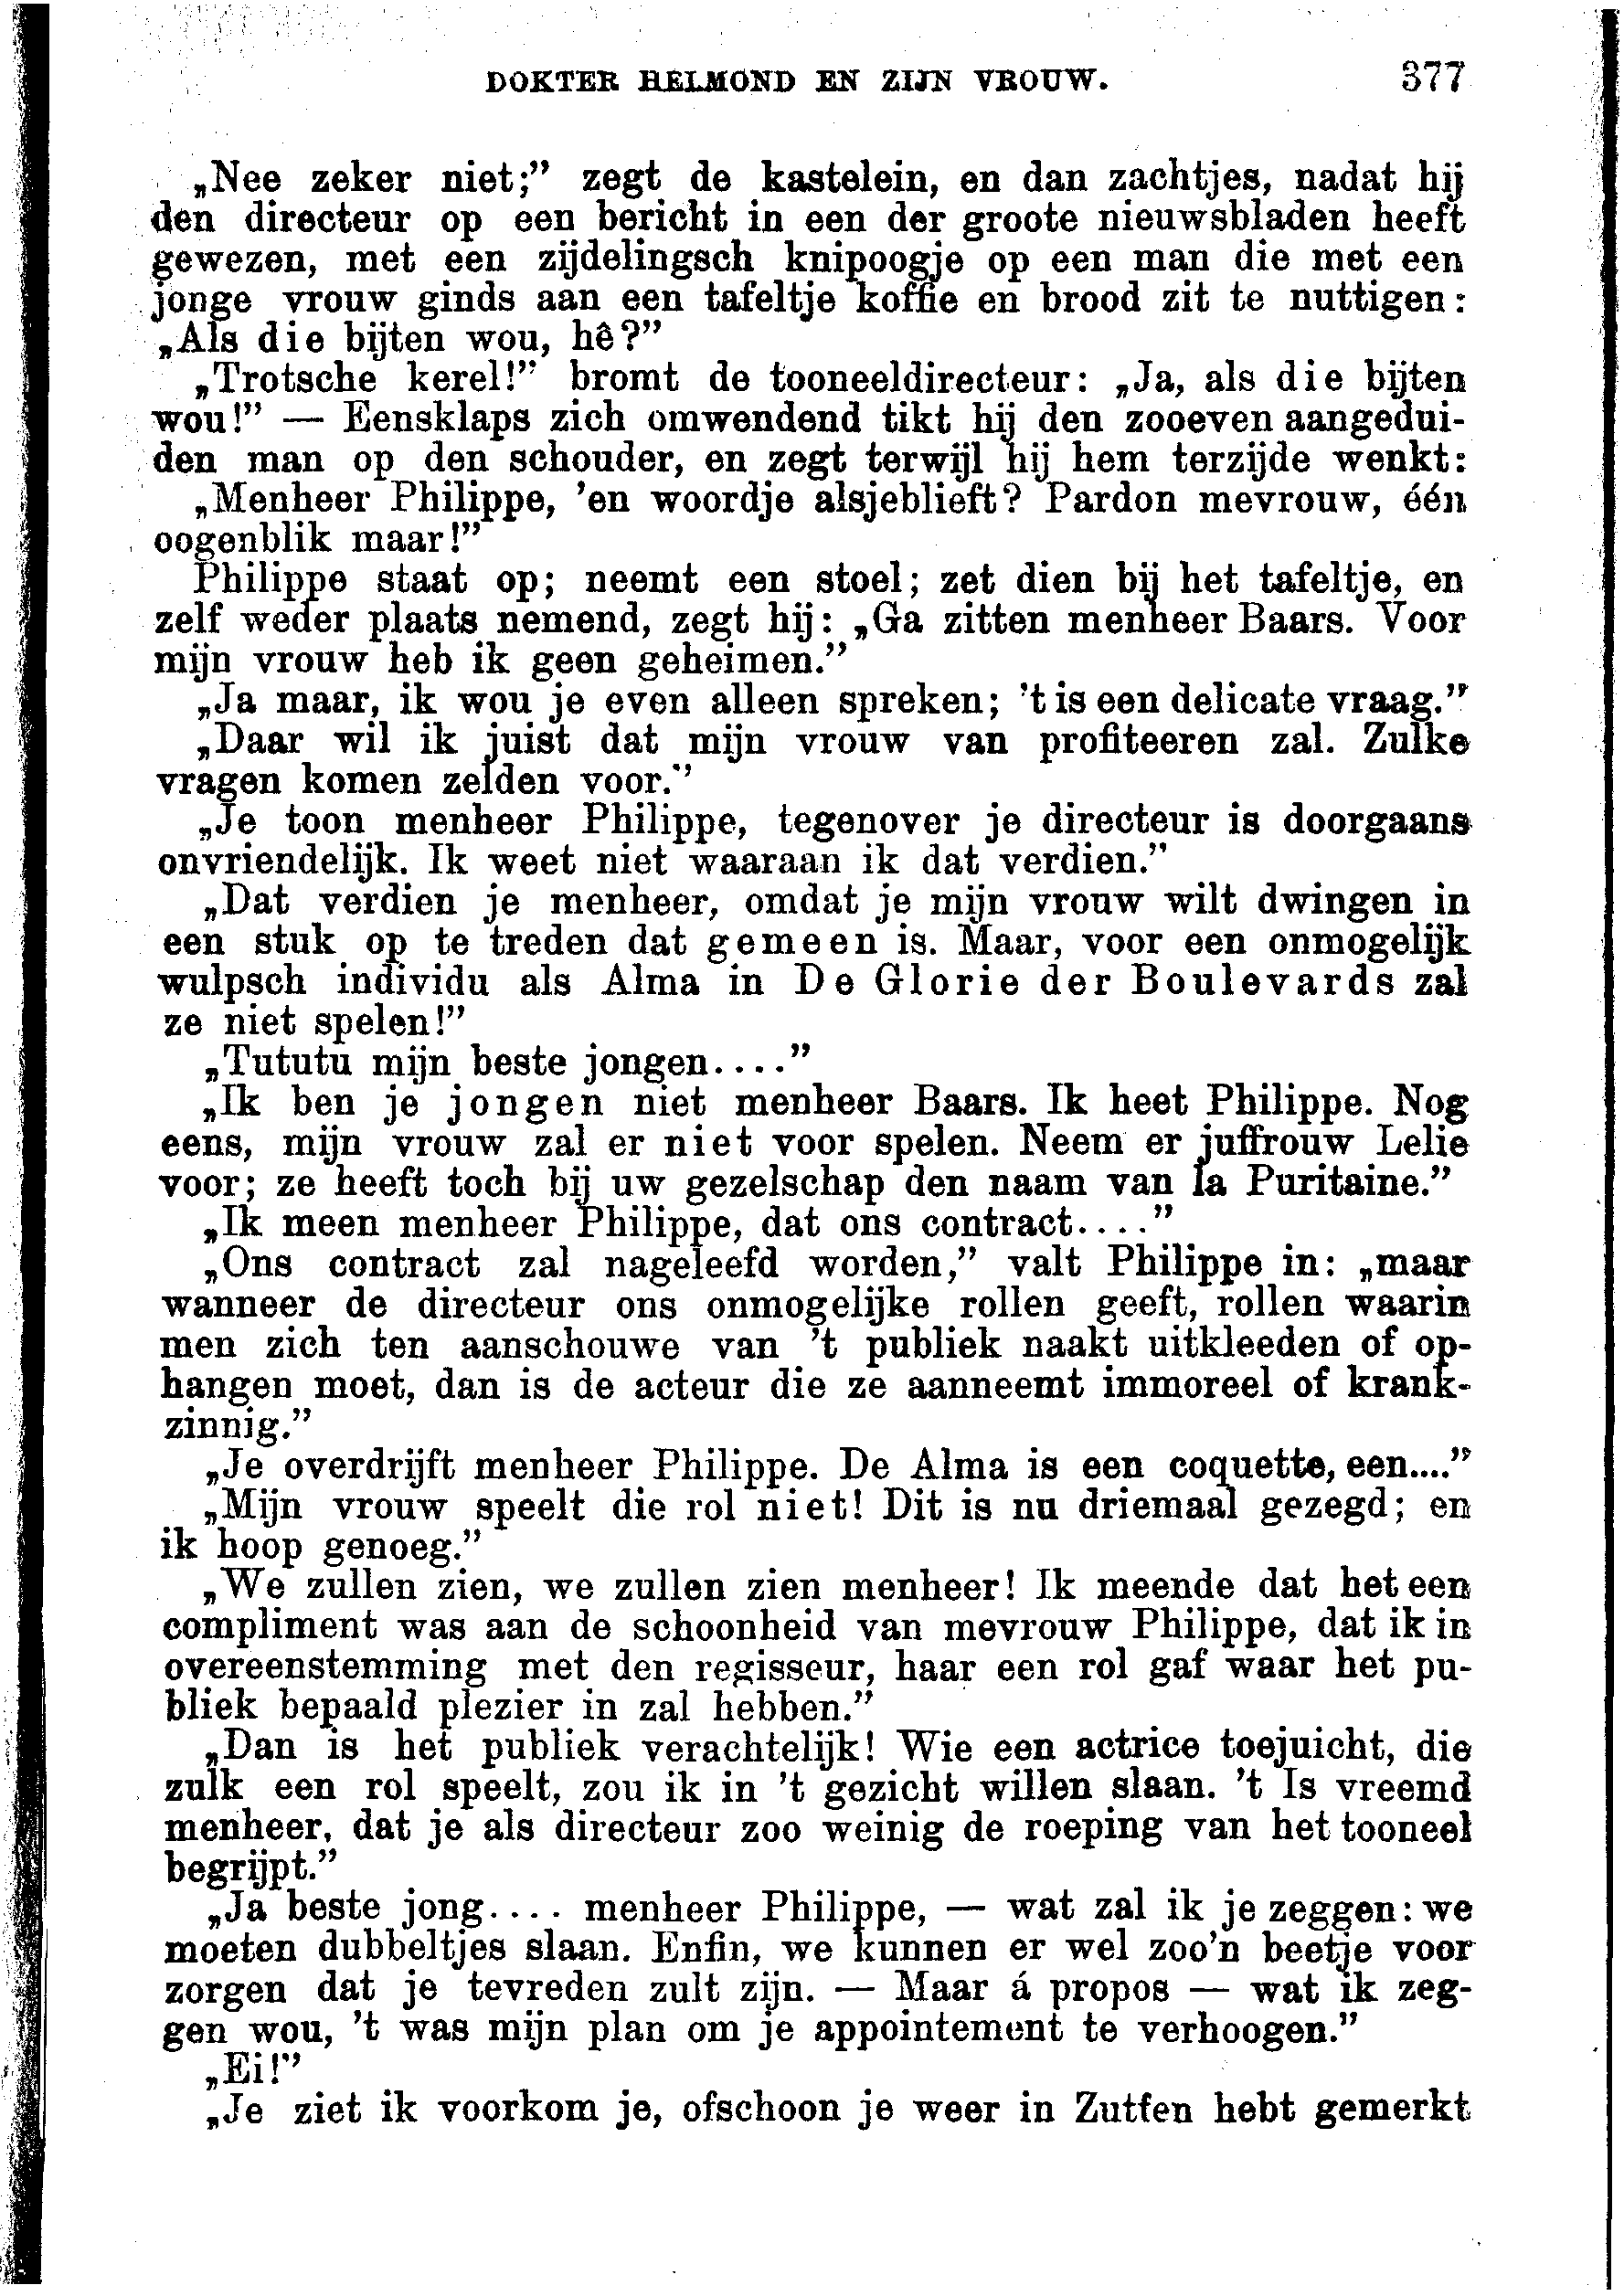 DOKTER HELMOND EN ZIJN VROUW. 377
„Nee zeker niet;” zegt de kastelein, en dan zachtjes, nadat hij
den directeur op een bericht in een der groote nieuwsbladen heeft
gewezen, met een zijdelingsch knipoogje op een man die met een
jonge vrouw ginds aan een tafeltje koffie en brood zit te nuttigen:
„Als die bijten wou, hê?”
„Trotsche kerel!” bromt de tooneeldirecteur: „Ja, als die bijten
wou!” — Eensklaps zich omwendend tikt hij den zooeven aangedui-
den man op den schouder, en zegt terwijl hij hem terzijde wenkt:
„Menheer Philippe, ’en woordje alsjeblieft? Pardon mevrouw, één
oogenblik maar!”
Philippe staat op; neemt een stoel; zet dien bij het tafeltje, en
zelf weder plaats nemend, zegt hij: „Ga zitten menheer Baars. Voor
mijn vrouw heb ik geen geheimen.”
„Ja maar, ik wou je even alleen spreken; ’t is een delicate vraag.”
„Daar wil ik juist dat mijn vrouw van profiteeren zal. Zulke
vragen komen zelden voor.”
„Je toon menheer Philippe, tegenover je directeur is doorgaans
onvriendelijk. Ik weet niet waaraan ik dat verdien.”
„Dat verdien je menheer, omdat je mijn vrouw wilt dwingen in
een stuk op te treden dat gemeen is. Maar, voor een onmogelijk
wulpsch individu als Alma in De Glorie der Boulevards zal
ze niet spelen!”
„Tututu mijn beste jongen....”
„Ik ben je jongen niet menheer Baars. Ik heet Philippe. Nog
eens, mijn vrouw zal er niet voor spelen. Neem er juffrouw Lelie
voor; ze heeft toch bij uw gezelschap den naam van la Puritaine.”
„Ik meen menheer Philippe, dat ons contract....”
„Ons contract zal nageleefd worden,” valt Philippe in: „maar
wanneer de directeur ons onmogelijke rollen geeft, rollen waarin
men zich ten aanschouwe van ’t publiek naakt uitkleeden of op-
hangen moet, dan is de acteur die ze aanneemt immoreel of krank-
zinnig.”
„Je overdrijft menheer Philippe. De Alma is een coquette, een....”
„Mijn vrouw speelt die rol niet! Dit is nu driemaal gezegd; en
ik hoop genoeg.”
„We zullen zien, we zullen zien menheer! Ik meende dat het een
compliment was aan de schoonheid van mevrouw Philippe, dat ik in
overeenstemming met den regisseur, haar een rol gaf waar het pu-
bliek bepaald plezier in zal hebben.”
„Dan is het publiek verachtelijk! Wie een actrice toejuicht, die
zulk een rol speelt, zou ik in ’t gezicht willen slaan. ’t Is vreemd
menheer, dat je als directeur zoo weinig de roeping van het tooneel
begrijpt.”
„Ja beste jong.... menheer Philippe, — wat zal ik je zeggen: we
moeten dubbeltjes slaan. Enfin, we kunnen er wel zoo’n beetje voor
zorgen dat je tevreden zult zijn. — Maar á propos — wat ik zeg-
gen wou, ’t was mijn plan om je appointement te verhoogen.”
„Ei!”
„Je ziet ik voorkom je, ofschoon je weer in Zutfen hebt gemerkt